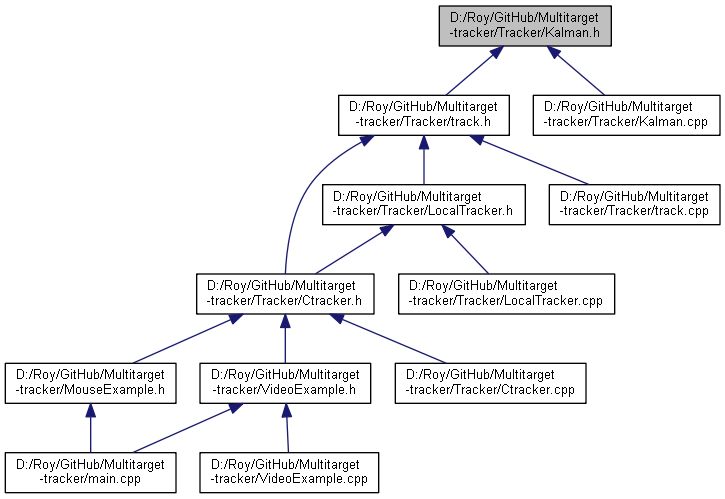 D:/Roy/GitHub/Multitarget
-tracker/Tracker/Kalman.h
D:/Roy/GitHub/Multitarget
-tracker/Tracker/track.h
D:/Roy/GitHub/Multitarget
-tracker/Tracker/Kalman.cpp
D:/Roy/GitHub/Multitarget
-tracker/Tracker/LocalTracker.h
D:/Roy/GitHub/Multitarget
-tracker/Tracker/track.cpp
D:/Roy/GitHub/Multitarget
-tracker/Tracker/Ctracker.h
D:/Roy/GitHub/Multitarget
-tracker/Tracker/LocalTracker.cpp
D:/Roy/GitHub/Multitarget
-tracker/MouseExample.h
D:/Roy/GitHub/Multitarget
-tracker/VideoExample.h
D:/Roy/GitHub/Multitarget
-tracker/Tracker/Ctracker.cpp
D:/Roy/GitHub/Multitarget
-tracker/main.cpp
D:/Roy/GitHub/Multitarget
-tracker/VideoExample.cpp